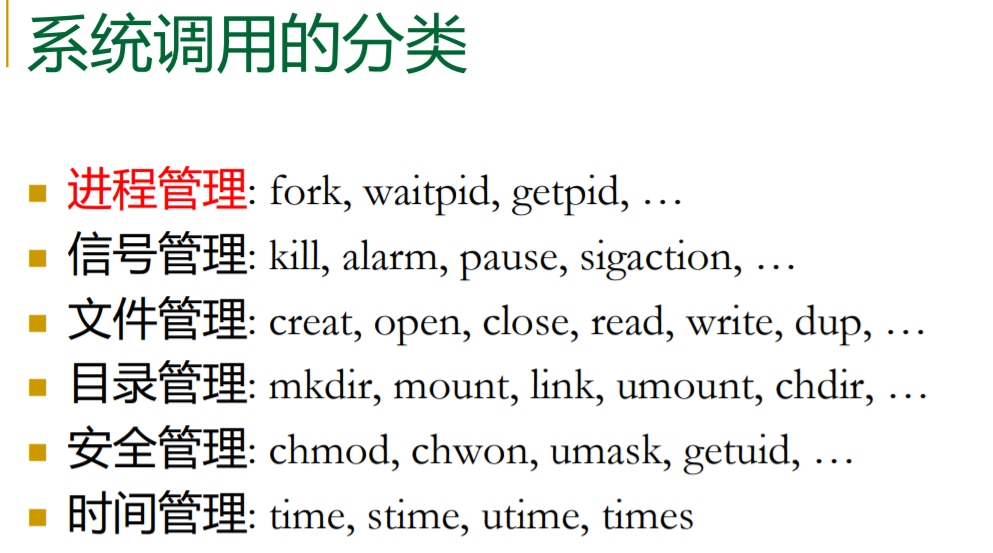 系统调用的分类
进程管理: fork, waitpid, getpid, …
信号管理: kill, alarm, pause, sigaction, …
文件管理: creat, open, close, read, write, dup, …
目录管理: mkdir, mount, link, umount, chdir, …
安全管理: chmod, chwon, umask, getuid, …
时间管理: time, stime, utime, times